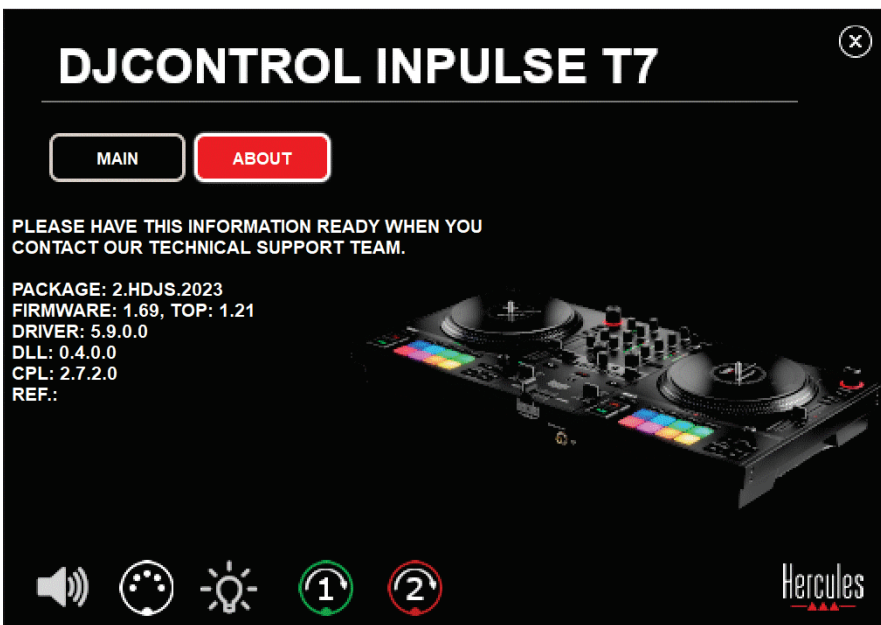 DJCONTROL INPULSE T7
X
MAIN
ABOUT
PLEASE HAVE THIS INFORMATION READY WHEN YOU
CONTACT OUR TECHNICAL SUPPORT TEAM.
PACKAGE: 2.HDJS.2023
FIRMWARE: 1.69, TOP: 1.21
DRIVER: 5.9.0.0
DLL: 0.4.0.0
CPL: 2.7.2.0
REF.:
1
2
Hercules